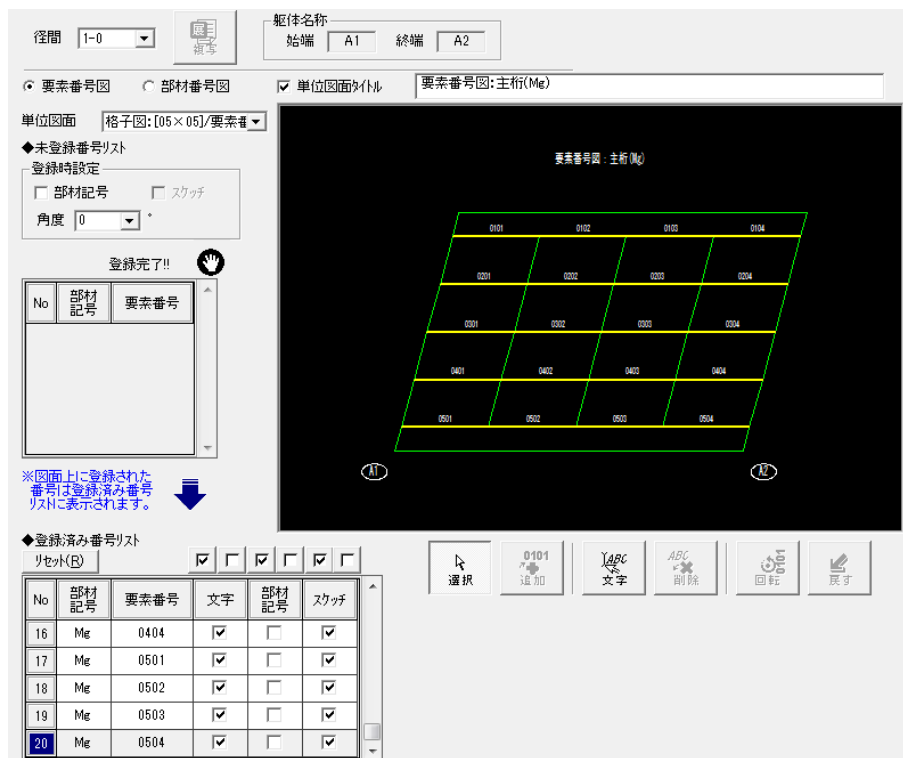 躯体名称
径間 1-0 複写 始端 A1 終端 A2
要素番号図 部材番号図 単位図面ﾀｲﾄﾙ 要素番号図:主桁(Mg)
単位図面 格子図:[05×05]/要素番
◆未登録番号リスト
登録時設定
部材記号 スケッチ
角度 0 °
登録完了!!
No 部材記号 要素番号
※図面上に登録された
番号は登録済み番号
リストに表示されます。
要素番号図:主桁(Mg)
0101 0102 0103 0104
0201 0202 0203 0204
0301 0302 0303 0304
0401 0402 0403 0404
0501 0502 0503 0504
A1 A2
◆登録済み番号リスト
リセット(R)
選択 0101 追加 ABC 文字 ABC 削除 0101 回転 戻す
No 部材記号 要素番号 文字 部材記号 スケッチ
16 Mg 0404
17 Mg 0501
18 Mg 0502
19 Mg 0503
20 Mg 0504